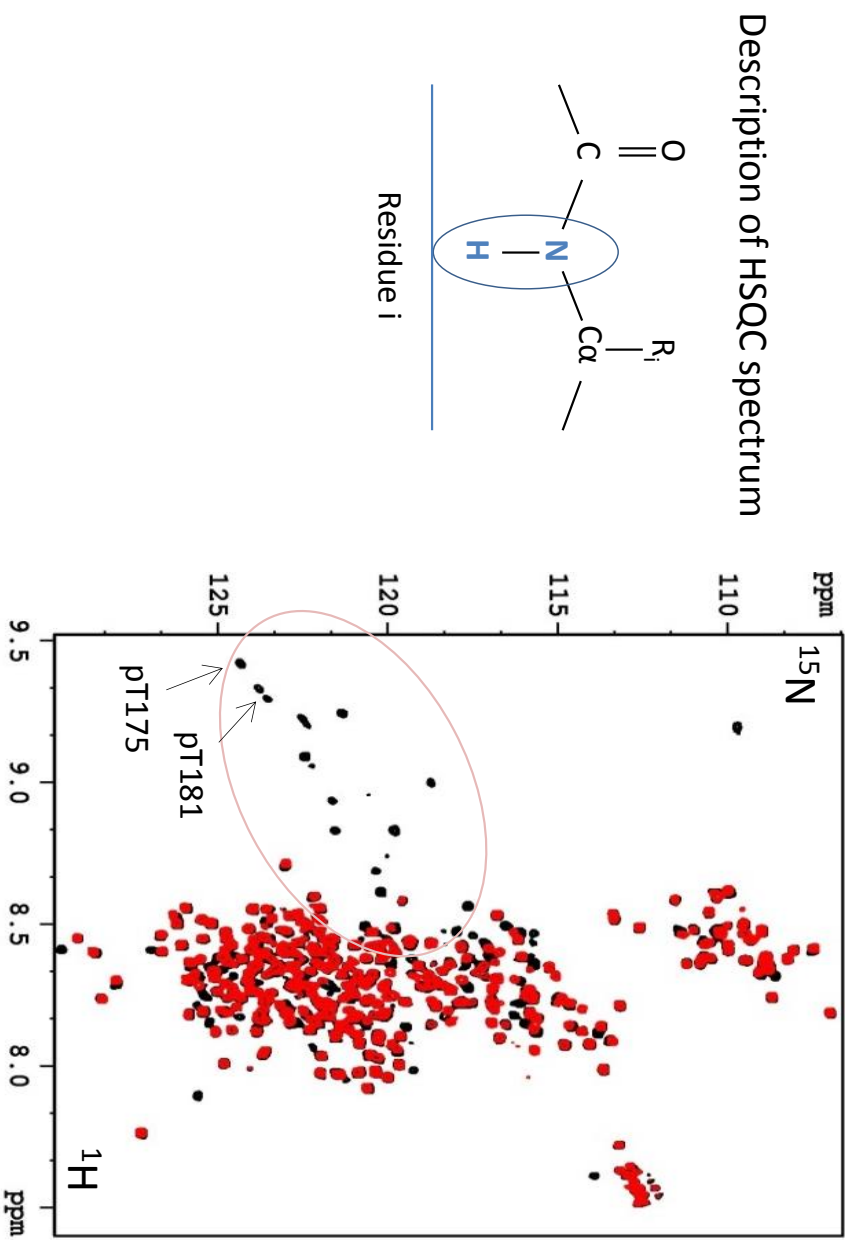 Description of HSQC spectrum
O
R i
C
N
Cα
H
Residue i
15N
ppm
110
115
120
125
pT181
pT175
1H
9.5
9.0
8.5
8.0
ppm